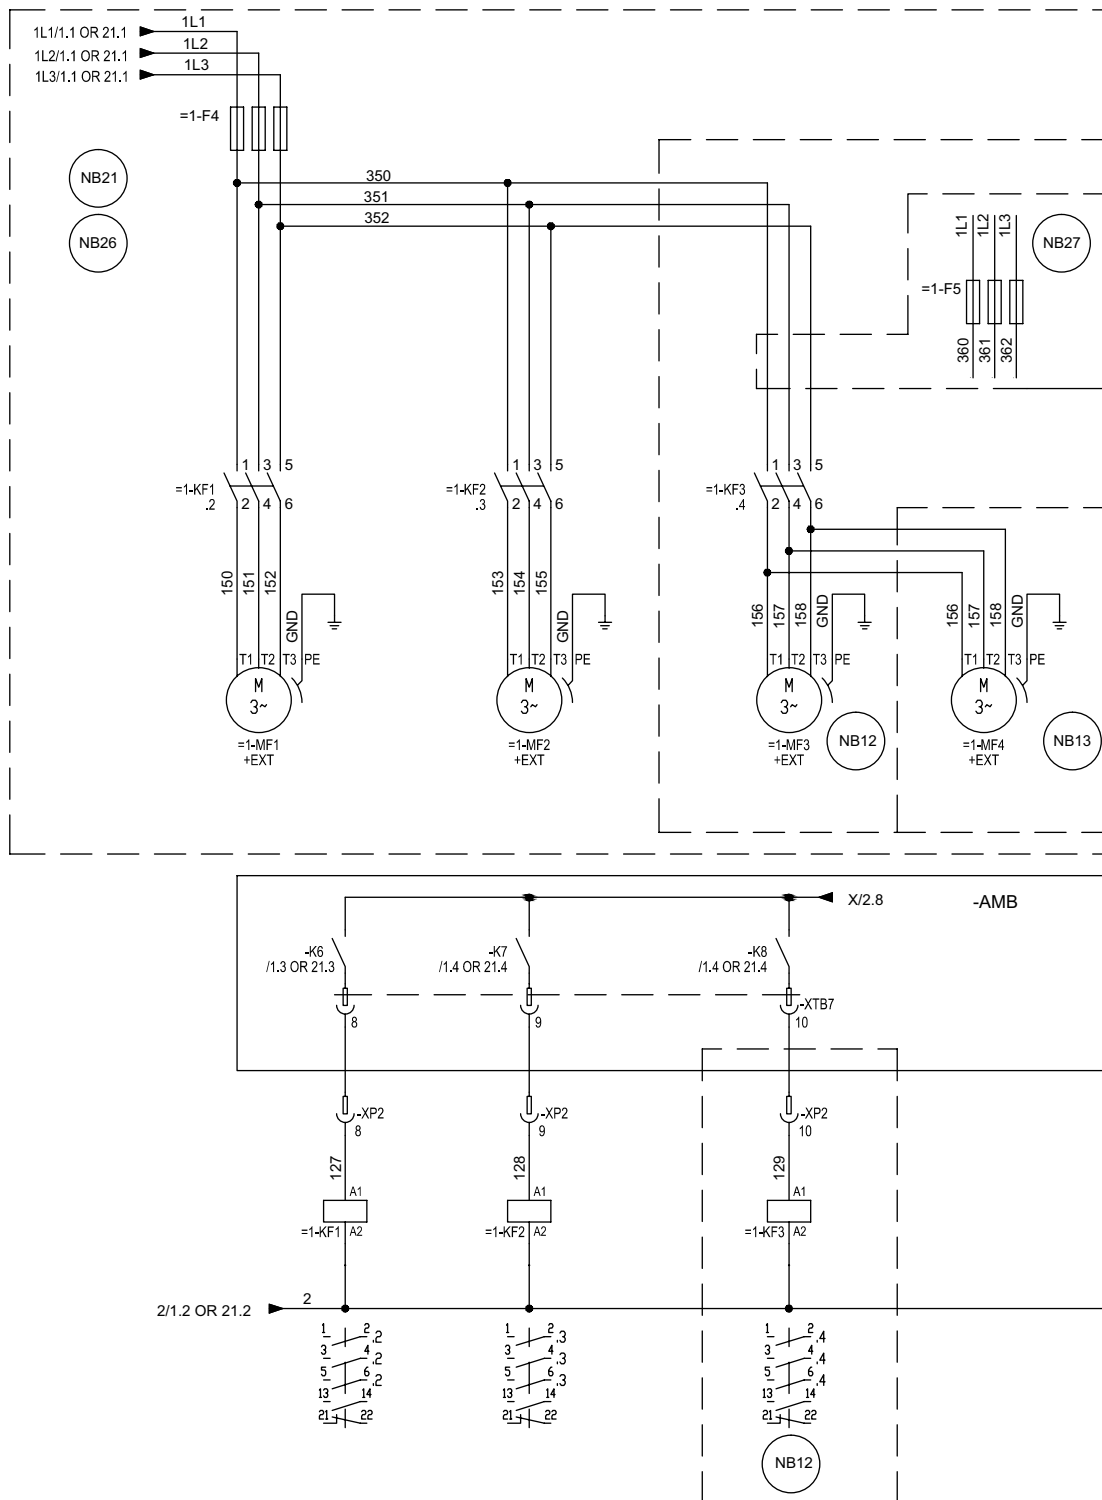 1L1/1.1 OR 21.1 1L1
1L2/1.1 OR 21.1 1L2
1L3/1.1 OR 21.1 1L3
=1-F4
NB21
350
351
352
NB26
1L1 1L2 1L3
NB27
=1-F5
360 361 362
1 3 5
=1-KF1
.2
2 4 6
1 3 5
=1-KF2
.3
2 4 6
1 3 5
=1-KF3
.4
2 4 6
150 151 152 GND
153 154 155 GND
156 157 158 GND
156 157 158 GND
T1 T2 T3 PE
T1 T2 T3 PE
T1 T2 T3 PE
T1 T2 T3 PE
M
3~
M
3~
M
3~
M
3~
=1-MF1
+EXT
=1-MF2
+EXT
=1-MF3
+EXT
NB12
=1-MF4
+EXT
NB13
X/2.8
-AMB
-K6
/1.3 OR 21.3
-K7
/1.4 OR 21.4
-K8
/1.4 OR 21.4
8
9
-XTB7
10
-XP2
8
-XP2
9
-XP2
10
127
128
129
A1
=1-KF1 A2
A1
=1-KF2 A2
A1
=1-KF3 A2
2/1.2 OR 21.2 2
1 2 .2
3 4 .2
5 6 .2
13 14
21 22
1 2 .3
3 4 .3
5 6 .3
13 14
21 22
1 2 .4
3 4 .4
5 6 .4
13 14
21 22
NB12